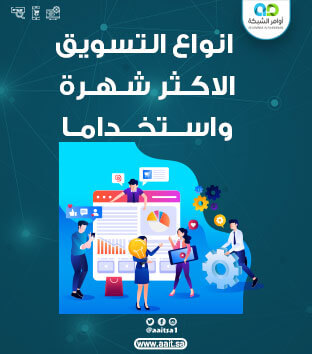 أوامر الشبكة
انواع التسويق
الاكثر شهرة
واستخداما
@aaitsa1
www.aait.sa